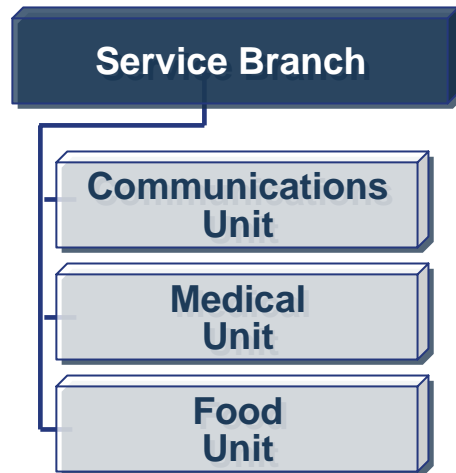 Service Branch
Communications
Unit
Medical
Unit
Food
Unit